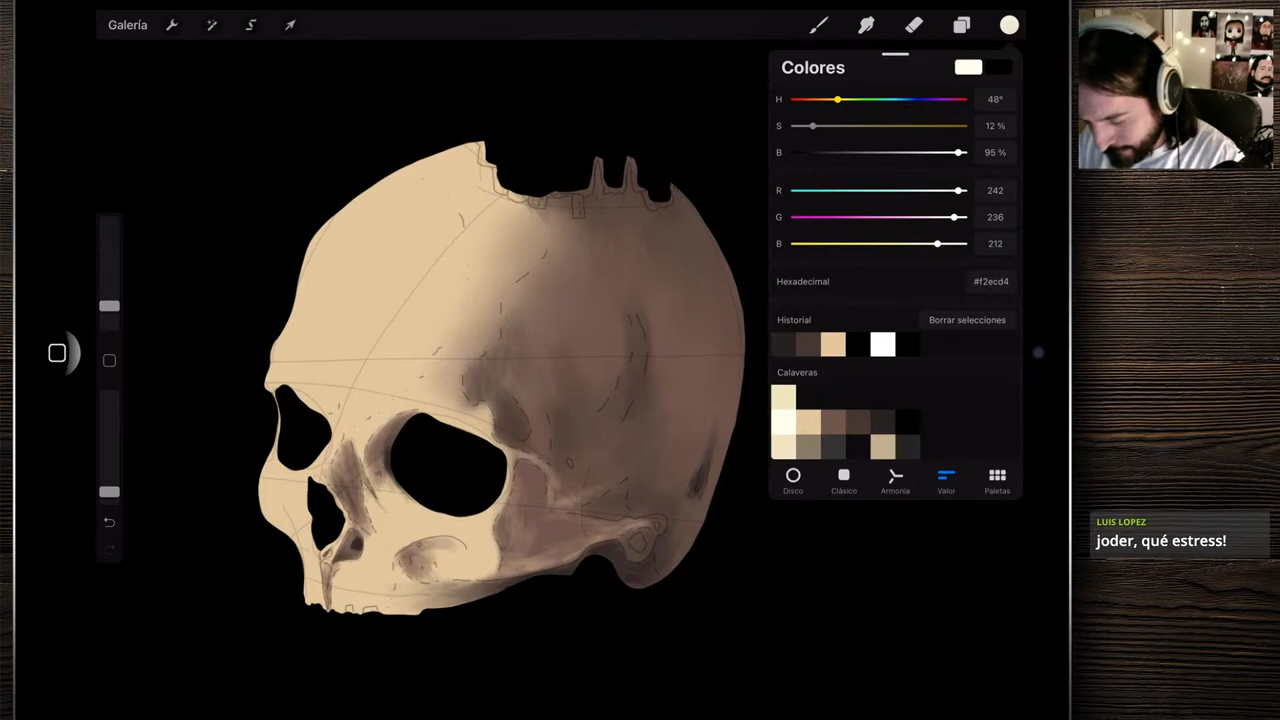 Galería
Colores
H 48°
S 12 %
B 95 %
R 242
G 236
B 212
Hexadecimal #f2ecd4
Historial Borrar selecciones
Calaveras
Disco Clásico Armonía Valor Paletas
LUIS LOPEZ
joder, qué estress!